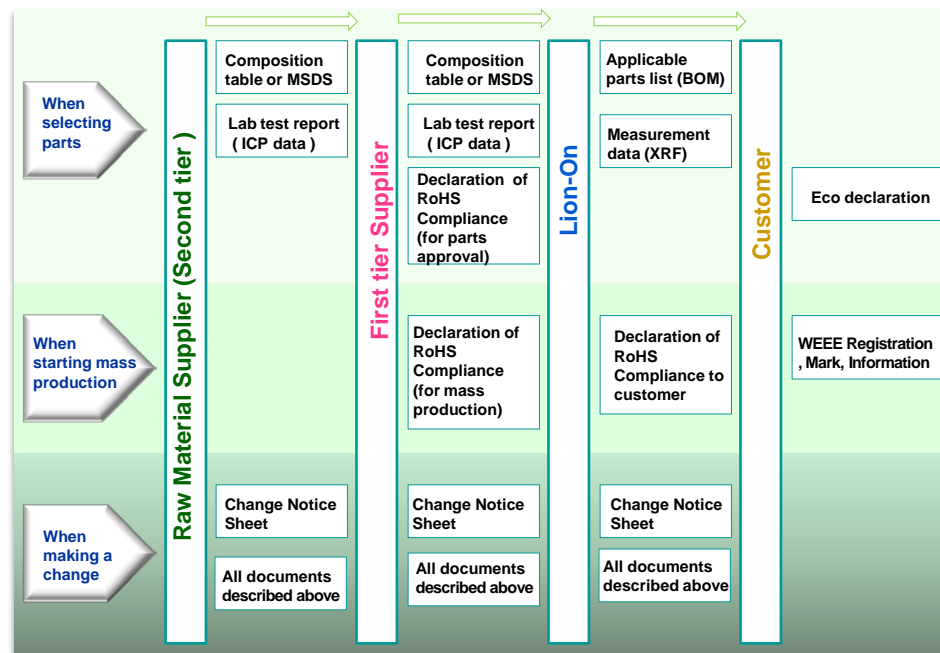 When
selecting
parts
Raw Material Supplier (Second tier )
Composition
table or MSDS
Lab test report
( ICP data )
First tier Supplier
Composition
table or MSDS
Lab test report
( ICP data )
Declaration of
RoHS
Compliance
(for parts
approval)
Lion-On
Applicable
parts list (BOM)
Measurement
data (XRF)
Customer
Eco declaration
When
starting mass
production
Declaration of
RoHS
Compliance
(for mass
production)
Declaration of
RoHS
Compliance to
customer
WEEE Registration
, Mark, Information
When
making a
change
Change Notice
Sheet
All documents
described above
Change Notice
Sheet
All documents
described above
Change Notice
Sheet
All documents
described above